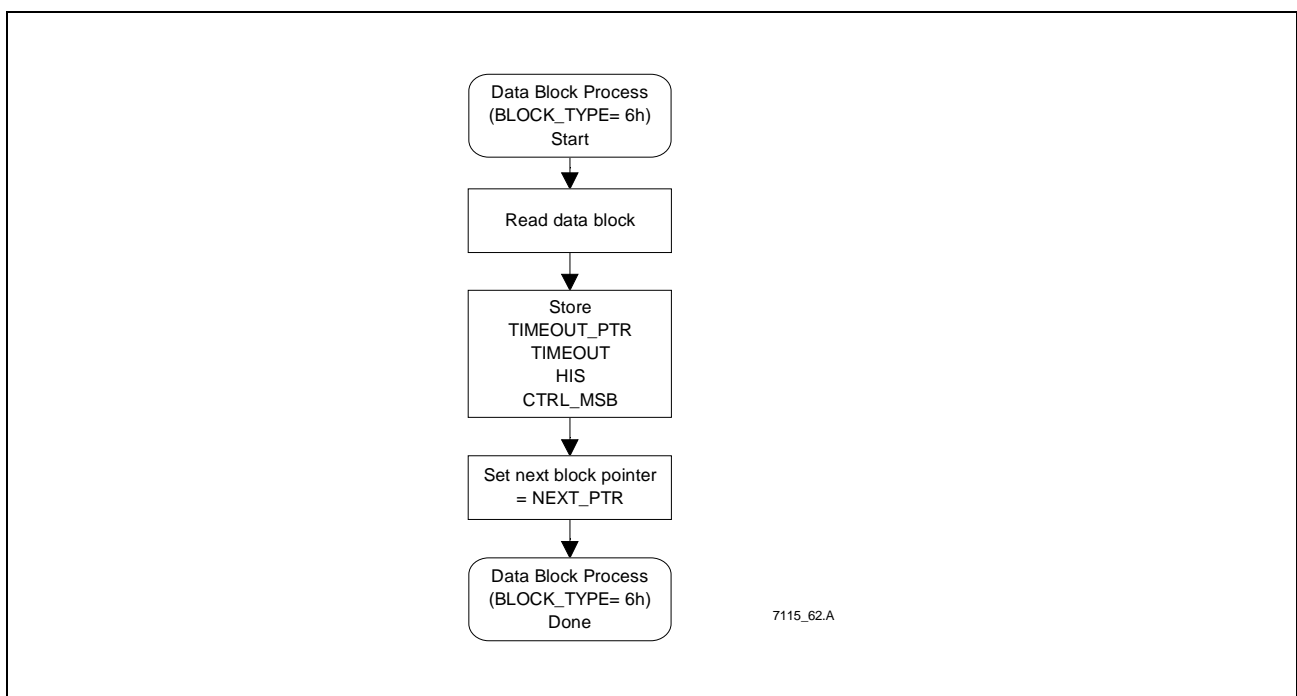 Data Block Process
(BLOCK_TYPE= 6h)
Start
Read data block
Store
TIMEOUT_PTR
TIMEOUT
HIS
CTRL_MSB
Set next block pointer
= NEXT_PTR
Data Block Process
(BLOCK_TYPE= 6h)
Done
7115_62.A